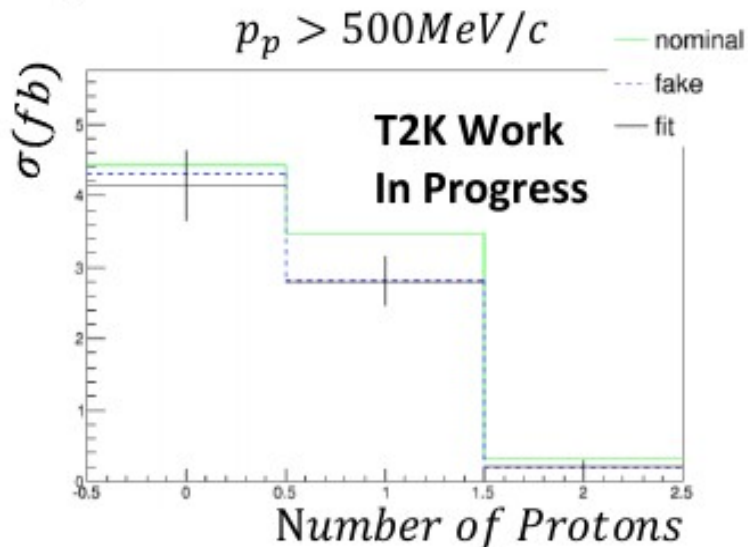 p_p > 500MeV/c
nominal
fake
fit
σ(fb)
T2K Work
In Progress
5
4
3
2
1
0
-0.5 0 0.5 1 1.5 2 2.5
Number of Protons